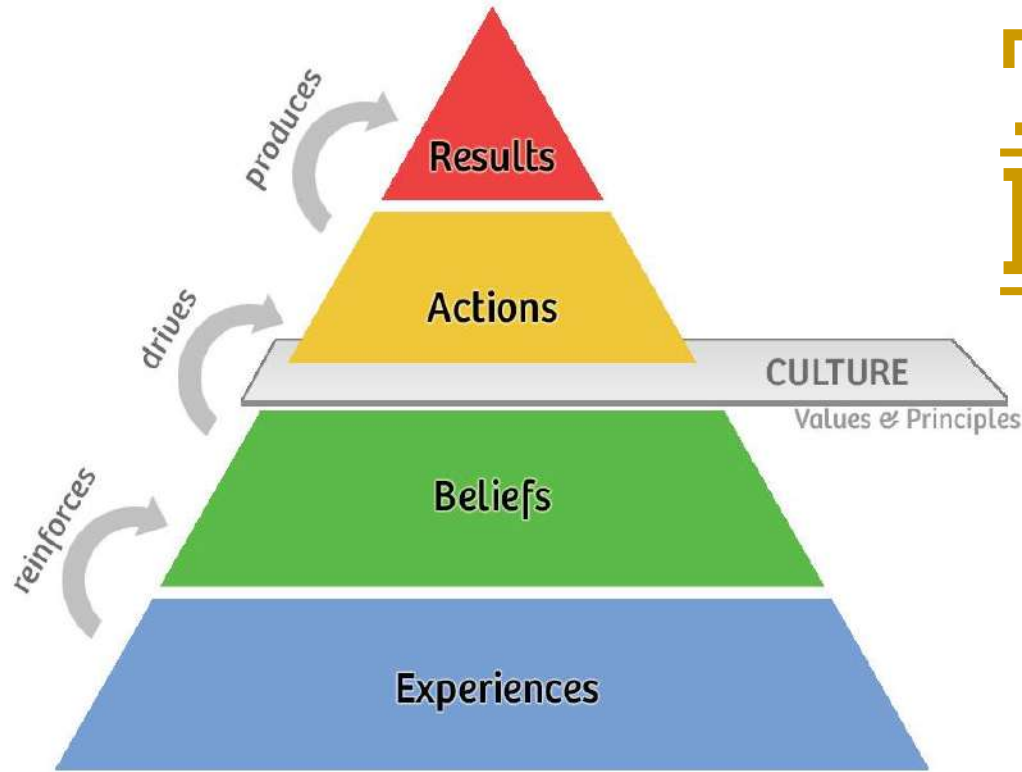 produces
Results
drives
Actions
CULTURE
Values & Principles
reinforces
Beliefs
Experiences